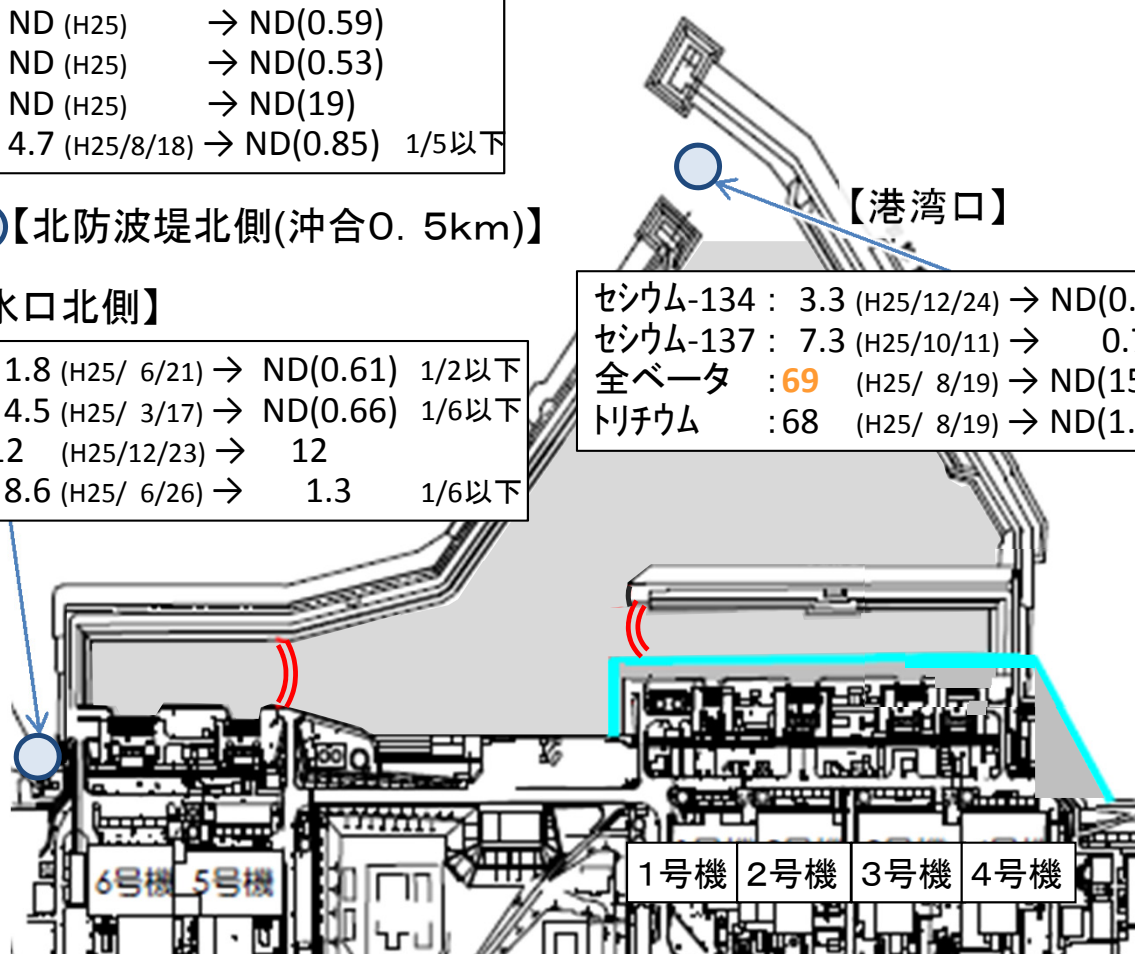 ND (H25) → ND(0.59)
ND (H25) → ND(0.53)
ND (H25) → ND(19)
4.7 (H25/8/18) → ND(0.85) 1/5以下
【北防波堤北側(沖合0. 5km)】
【港湾口】
セシウム-134 : 3.3 (H25/12/24) → ND(0.
セシウム-137 : 7.3 (H25/10/11) → 0.
全ベータ :69 (H25/ 8/19) → ND(15
トリチウム :68 (H25/ 8/19) → ND(1.
水口北側】
1.8 (H25/ 6/21) → ND(0.61) 1/2以下
4.5 (H25/ 3/17) → ND(0.66) 1/6以下
12 (H25/12/23) → 12
8.6 (H25/ 6/26) → 1.3 1/6以下
6号機 5号機
1号機 2号機 3号機 4号機